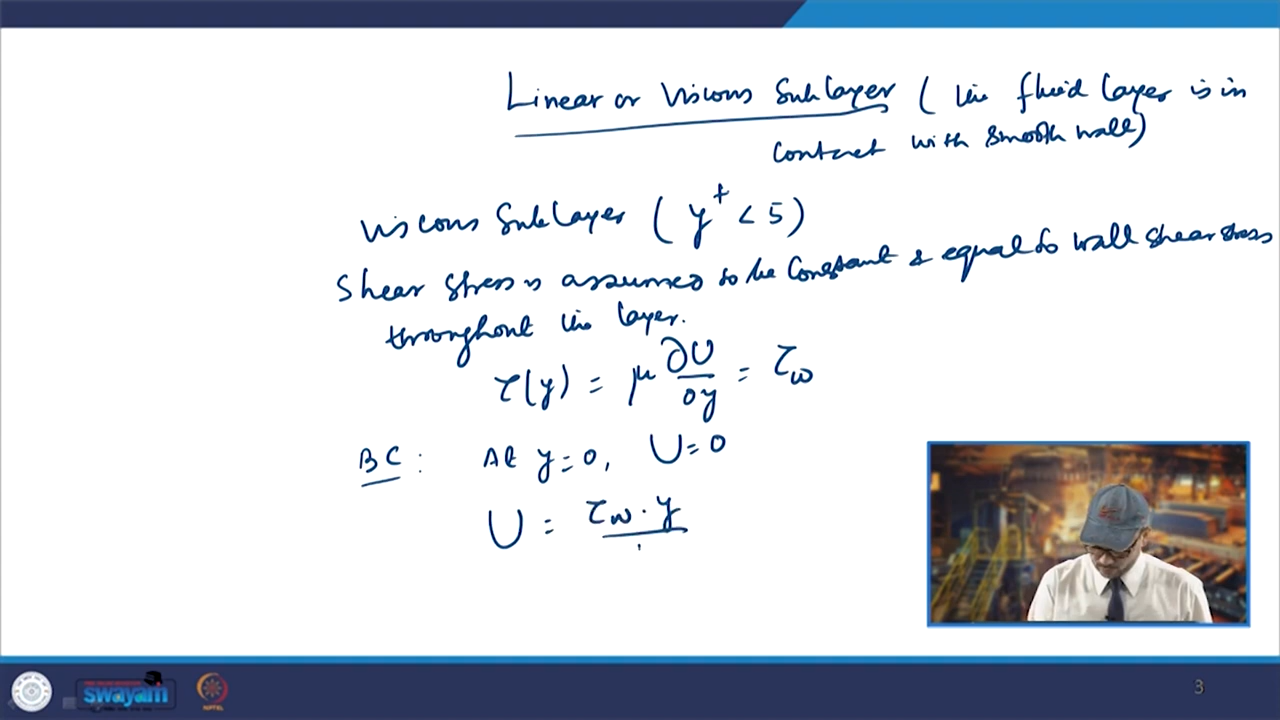 Linear or Viscous Sublayer ( the fluid layer is in
contact with smooth wall)
Viscous Sublayer ( y⁺ < 5 )
Shear stress is assumed to be constant & equal to wall shear stress
throughout the layer.
τ(y) = μ ∂U/∂y = τw
BC : At y=0, U=0
U = τw · y
swayam
3